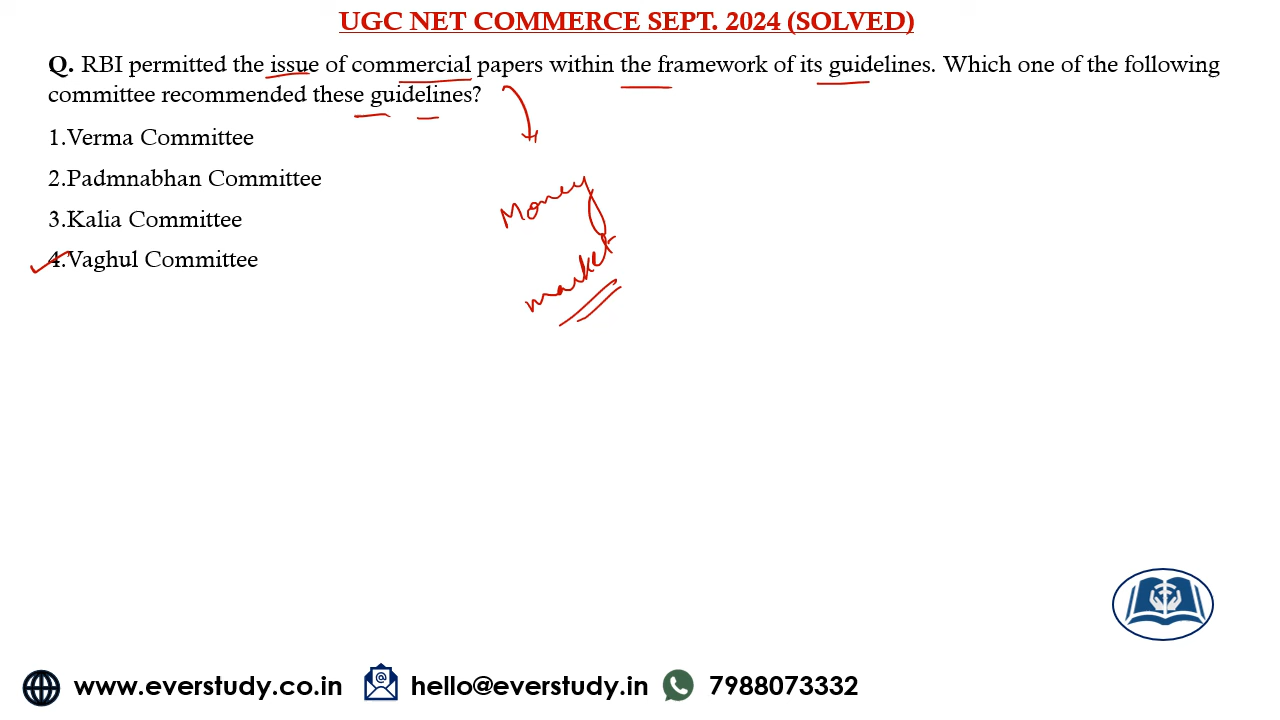 UGC NET COMMERCE SEPT. 2024 (SOLVED)
Q. RBI permitted the issue of commercial papers within the framework of its guidelines. Which one of the following
committee recommended these guidelines?
1.Verma Committee
2.Padmnabhan Committee
3.Kalia Committee
4.Vaghul Committee
Money
market
www.everstudy.co.in hello@everstudy.in 7988073332